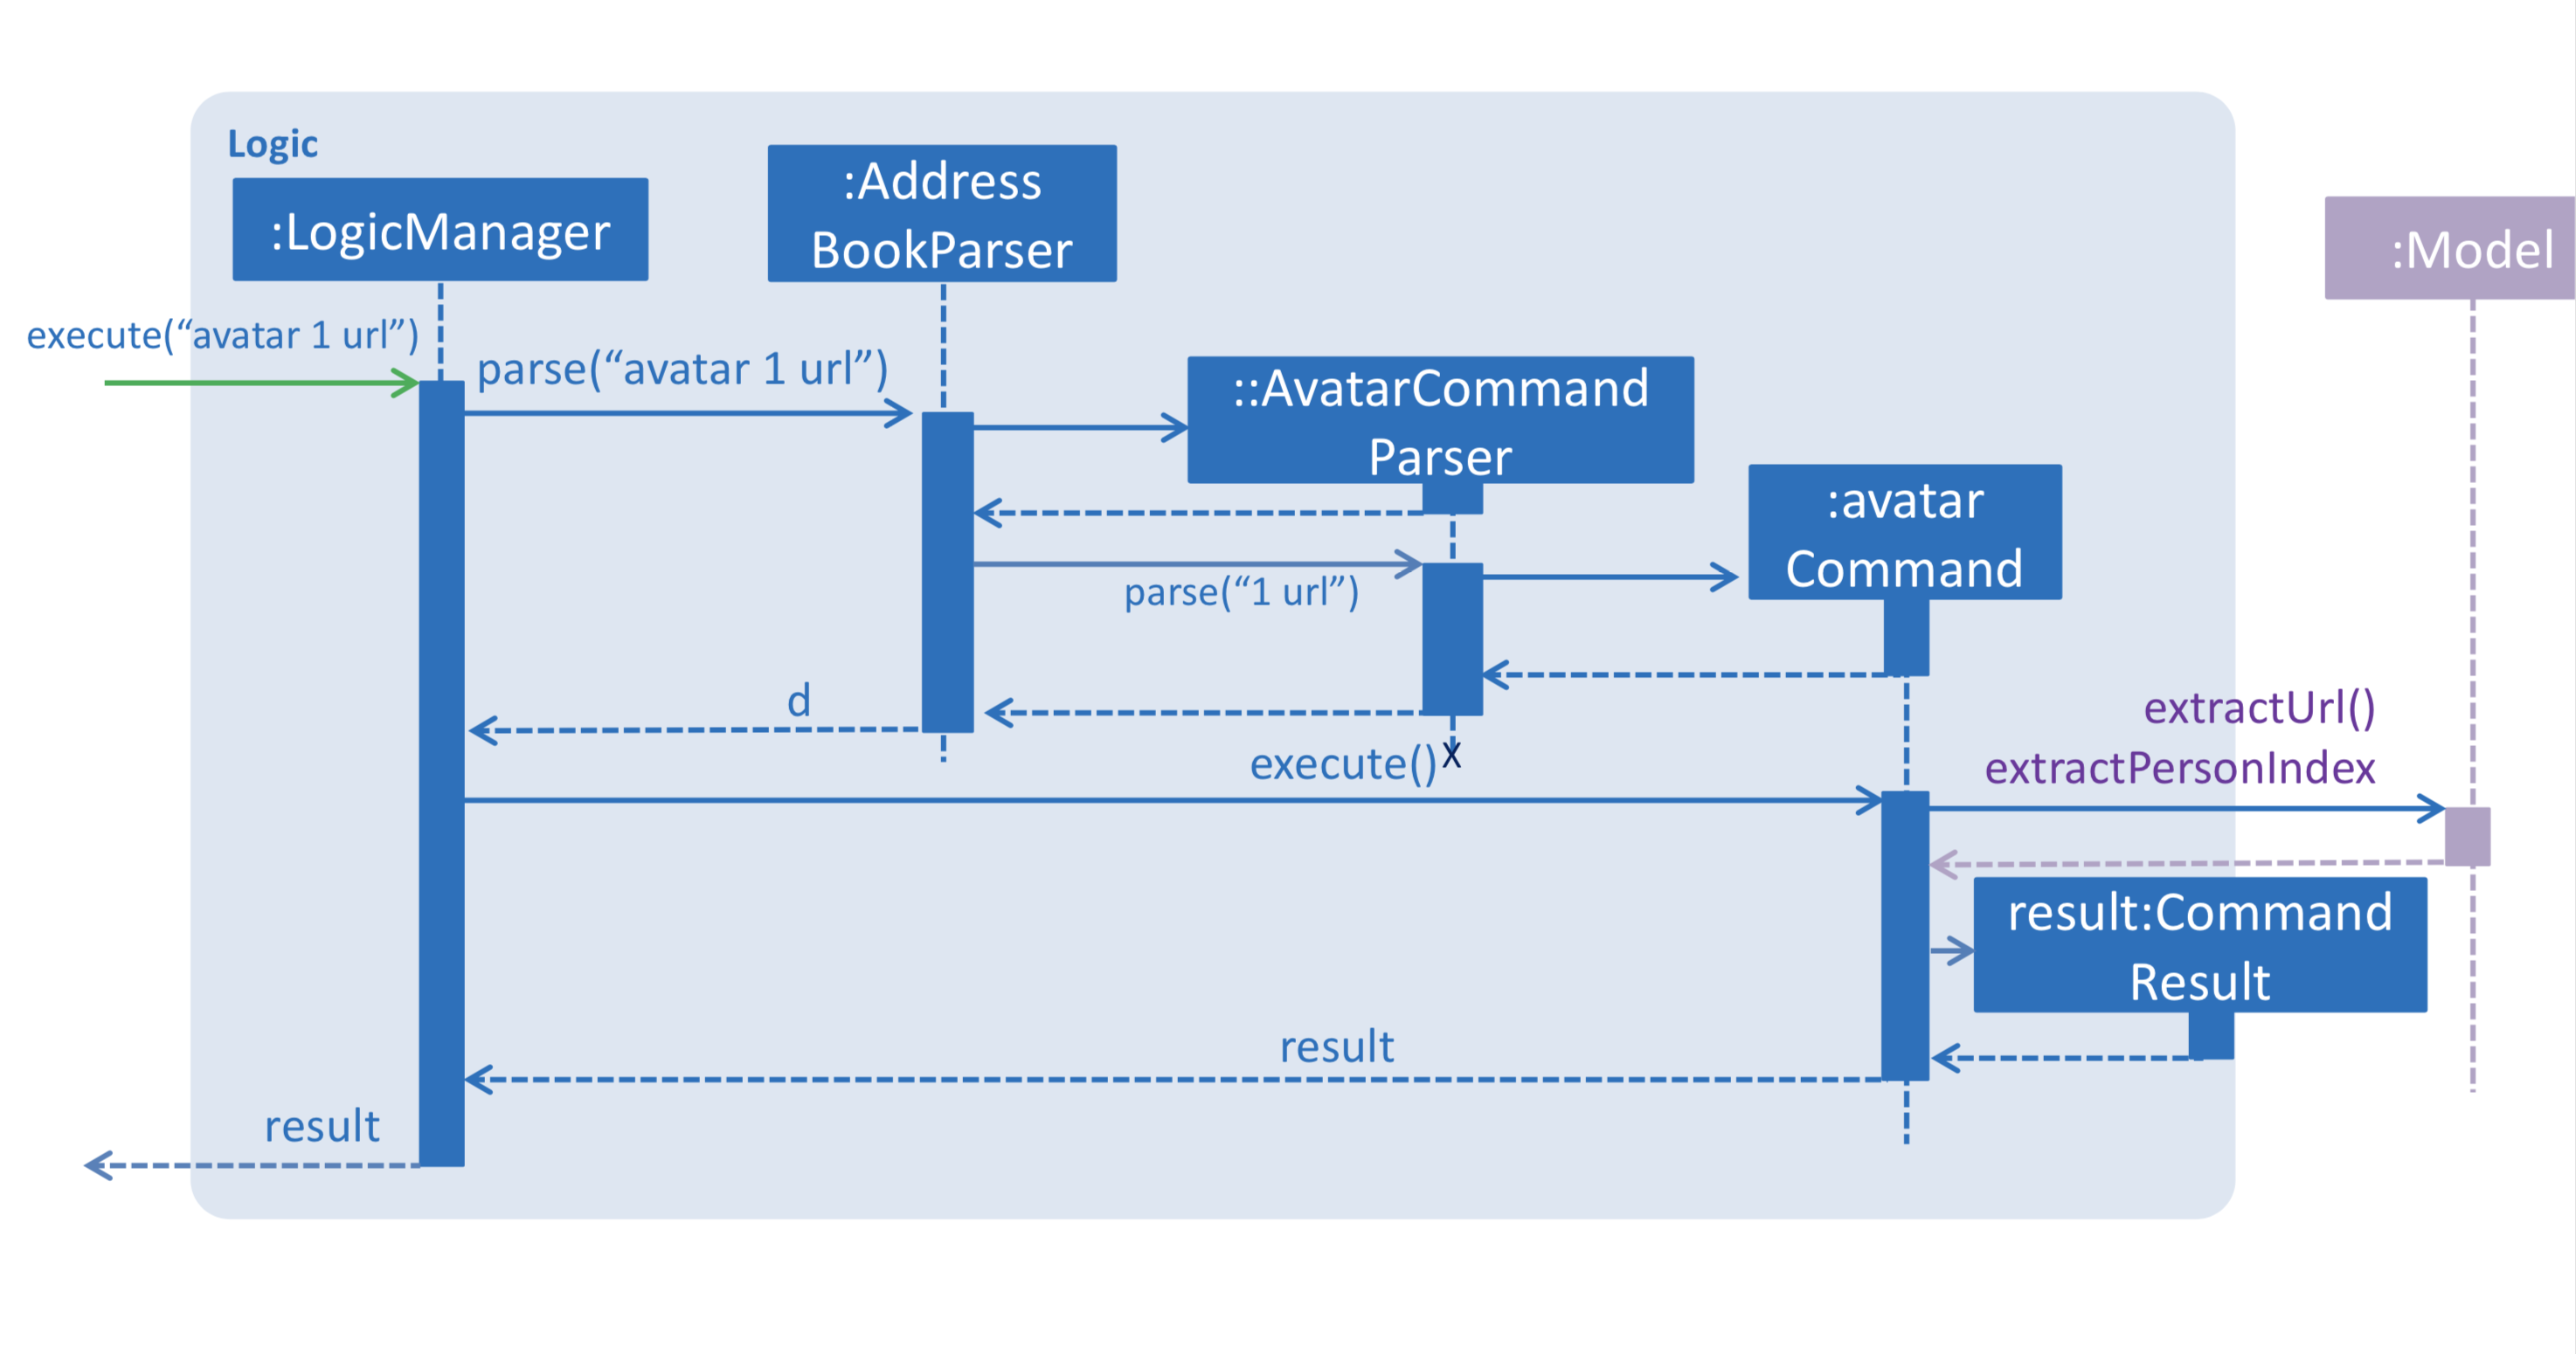 Logic
:LogicManager
:Address
BookParser
:Model
execute(“avatar 1 url”)
parse(“avatar 1 url”)
::AvatarCommand
Parser
:avatar
Command
parse(“1 url”)
d
extractUrl()
execute()
X
extractPersonIndex
result:Command
Result
result
result